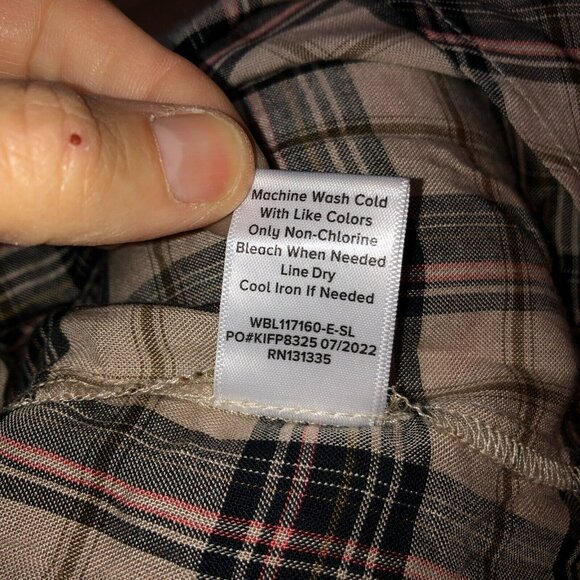 Machine Wash Cold
With Like Colors
Only Non-Chlorine
Bleach When Needed
Line Dry
Cool Iron If Needed
WBL117160-E-SL
PO#KIFP8325 07/2022
RN131335